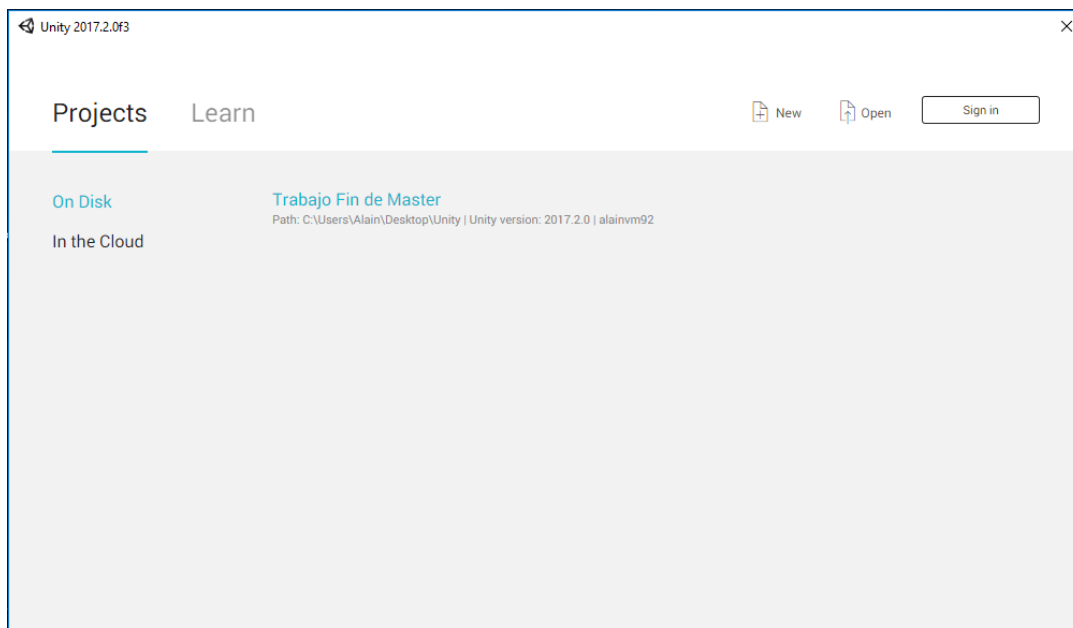 Unity 2017.2.0f3
Projects Learn New Open Sign in
On Disk
In the Cloud
Trabajo Fin de Master
Path: C:\Users\Alain\Desktop\Unity | Unity version: 2017.2.0 | alainvm92